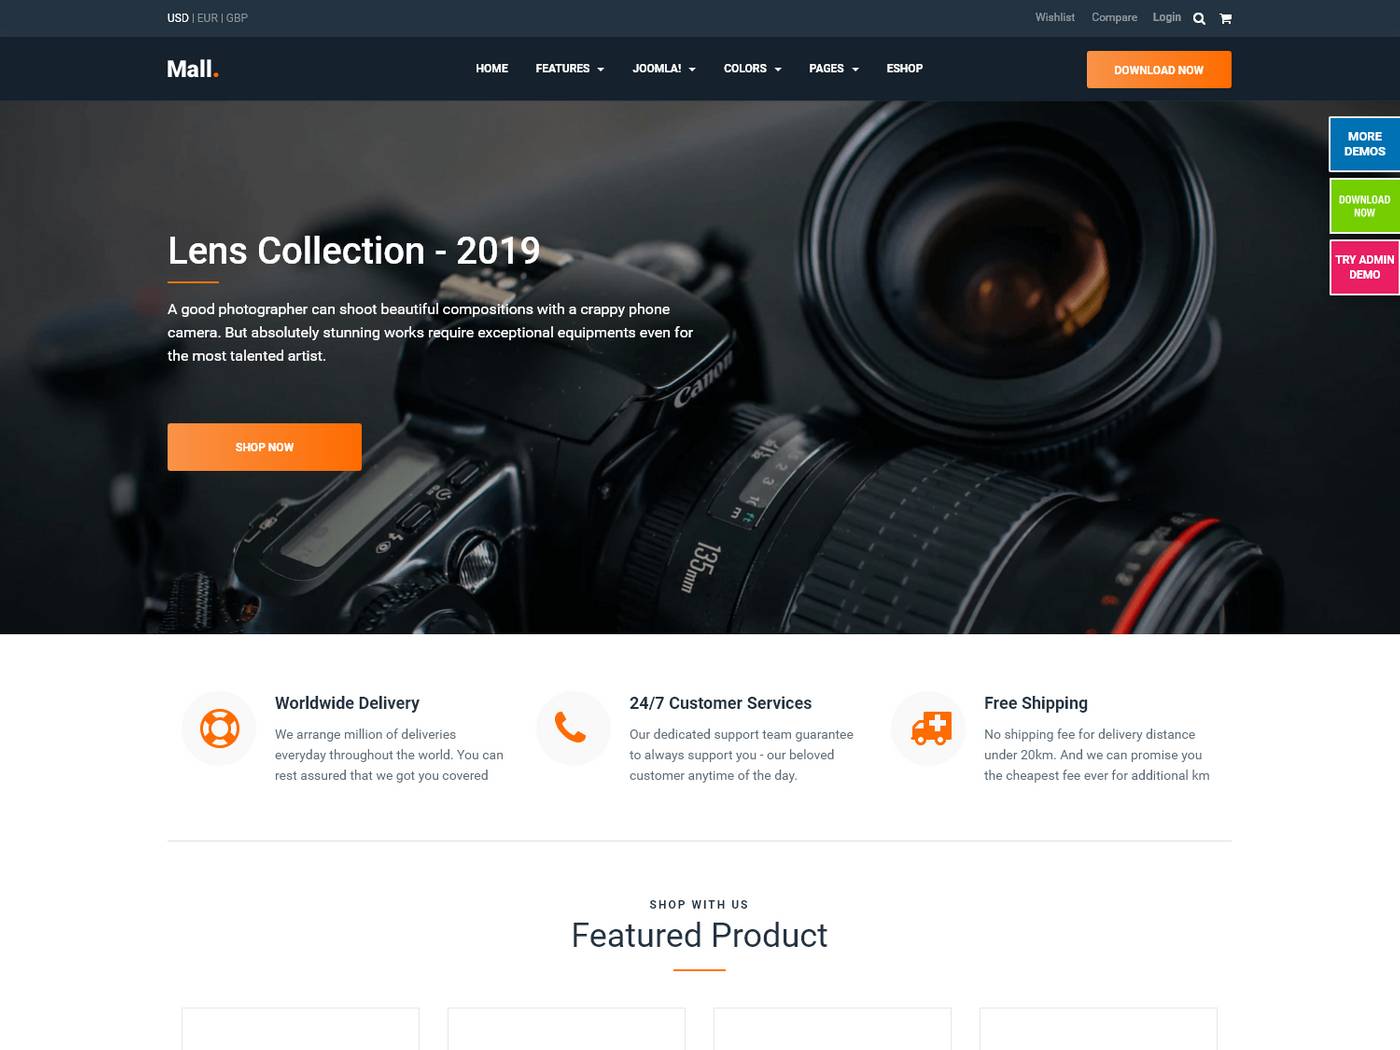 USD | EUR | GBP
Wishlist Compare Login
Mall.
HOME FEATURES JOOMLA! COLORS PAGES ESHOP
DOWNLOAD NOW
MORE
DEMOS
DOWNLOAD
NOW
TRY ADMIN
DEMO
Lens Collection - 2019
A good photographer can shoot beautiful compositions with a crappy phone
camera. But absolutely stunning works require exceptional equipments even for
the most talented artist.
SHOP NOW
Canon
135mm
Worldwide Delivery
We arrange million of deliveries
everyday throughout the world. You can
rest assured that we got you covered
24/7 Customer Services
Our dedicated support team guarantee
to always support you - our beloved
customer anytime of the day.
Free Shipping
No shipping fee for delivery distance
under 20km. And we can promise you
the cheapest fee ever for additional km
SHOP WITH US
Featured Product